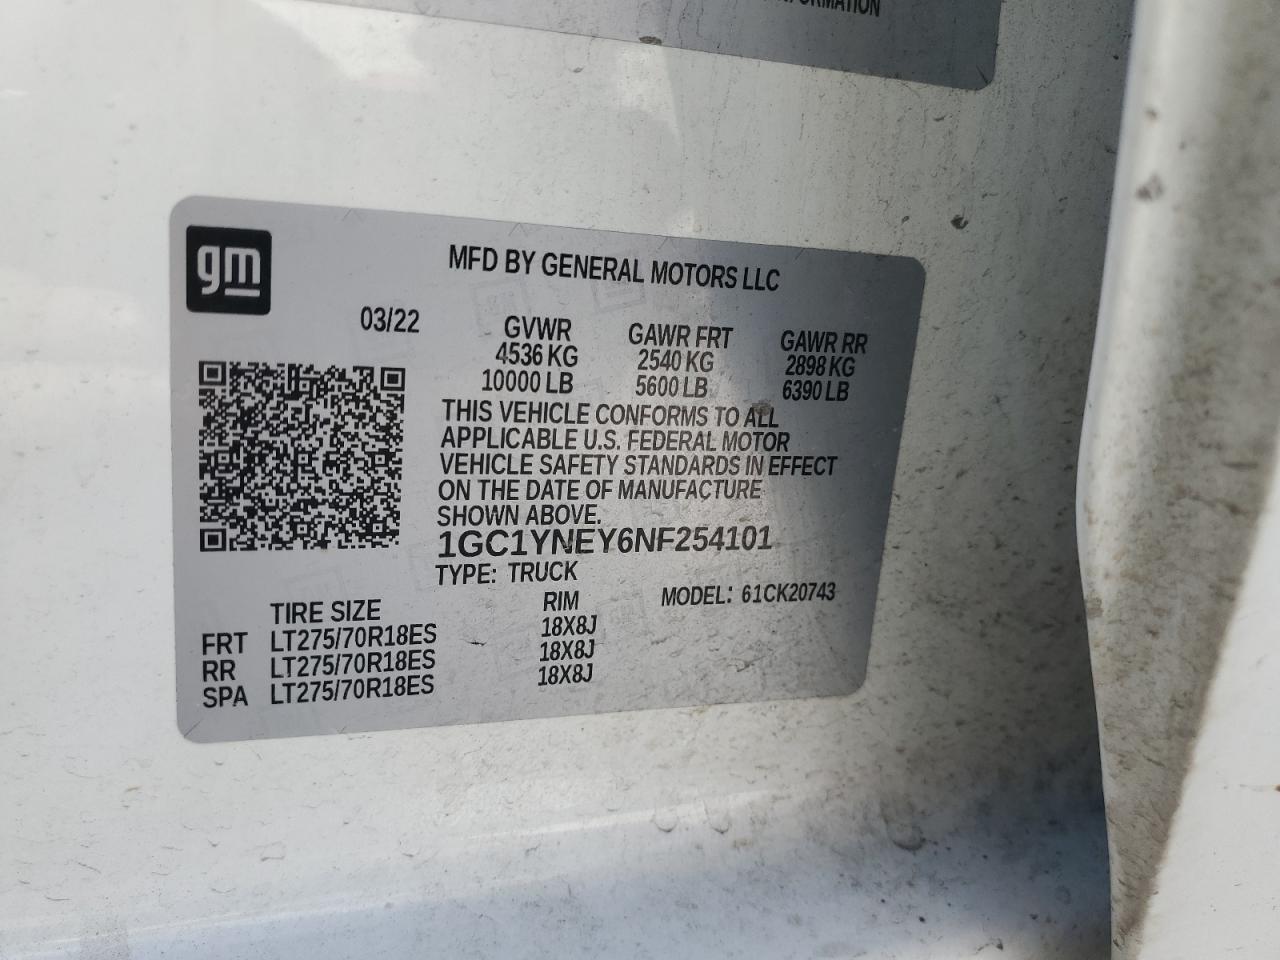 FORMATION
gm
MFD BY GENERAL MOTORS LLC
03/22
GVWR GAWR FRT GAWR RR
4536 KG 2540 KG 2898 KG
10000 LB 5600 LB 6390 LB
THIS VEHICLE CONFORMS TO ALL
APPLICABLE U.S. FEDERAL MOTOR
VEHICLE SAFETY STANDARDS IN EFFECT
ON THE DATE OF MANUFACTURE
SHOWN ABOVE.
1GC1YNEY6NF254101
TYPE: TRUCK
MODEL: 61CK20743
TIRE SIZE RIM
FRT LT275/70R18ES 18X8J
RR LT275/70R18ES 18X8J
SPA LT275/70R18ES 18X8J